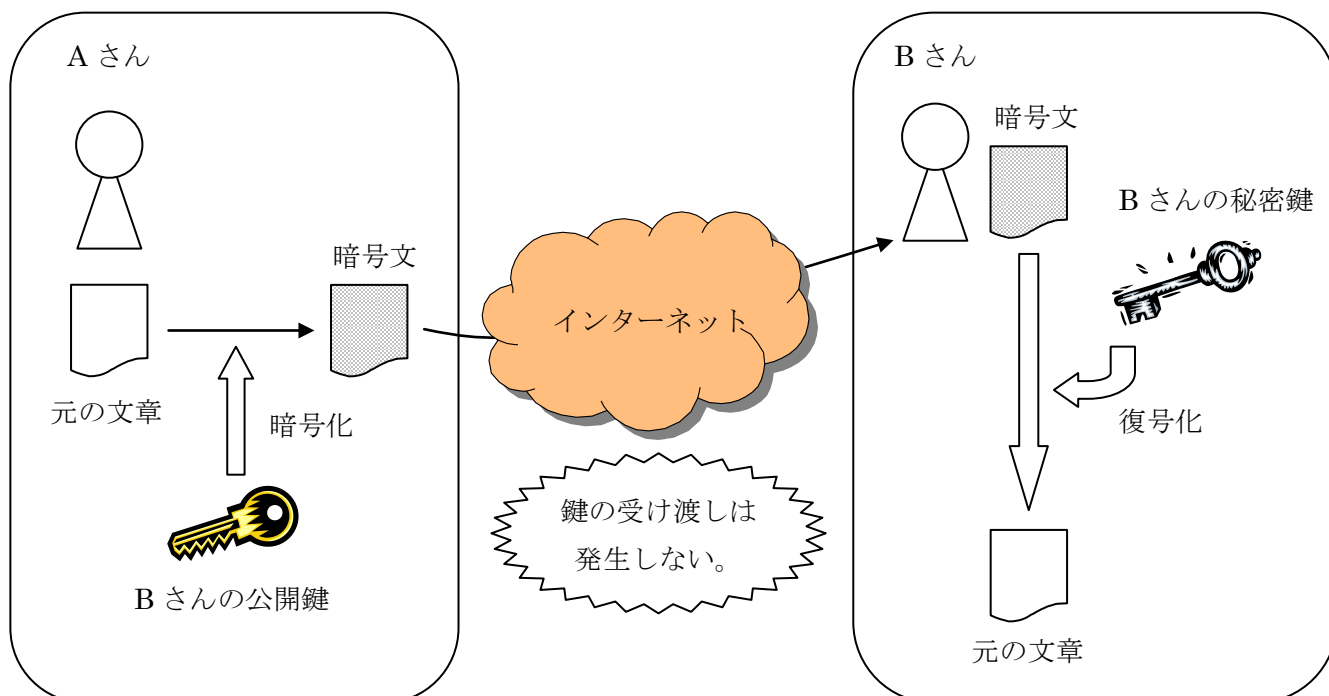 A さん
元の文章
暗号文
暗号化
B さんの公開鍵
インターネット
鍵の受け渡しは
発生しない。
B さん
暗号文
B さんの秘密鍵
復号化
元の文章